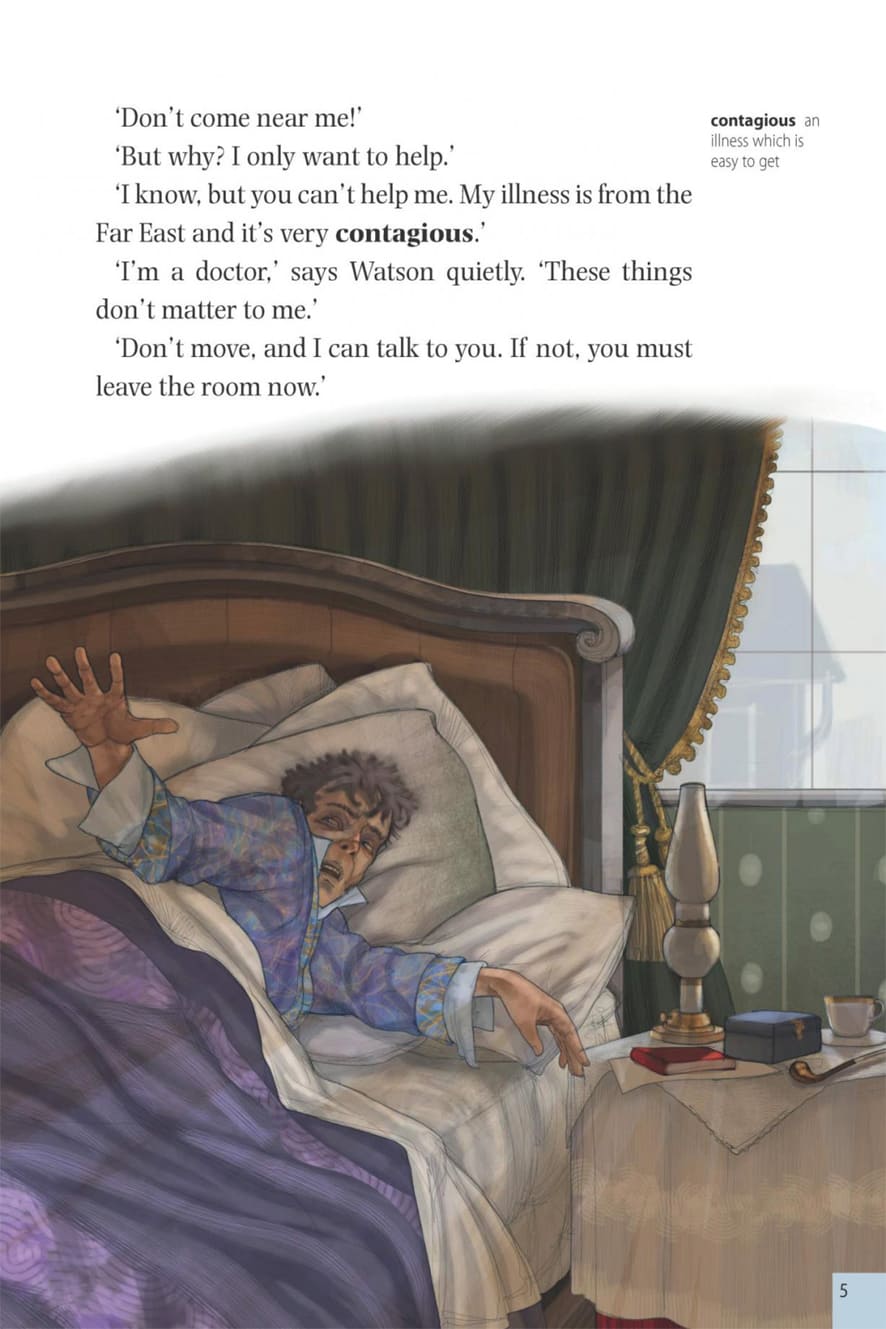 ‘Don’t come near me!’
‘But why? I only want to help.’
‘I know, but you can’t help me. My illness is from the
Far East and it’s very contagious.’
‘I’m a doctor,’ says Watson quietly. ‘These things
don’t matter to me.’
‘Don’t move, and I can talk to you. If not, you must
leave the room now.’
contagious an
illness which is
easy to get
5